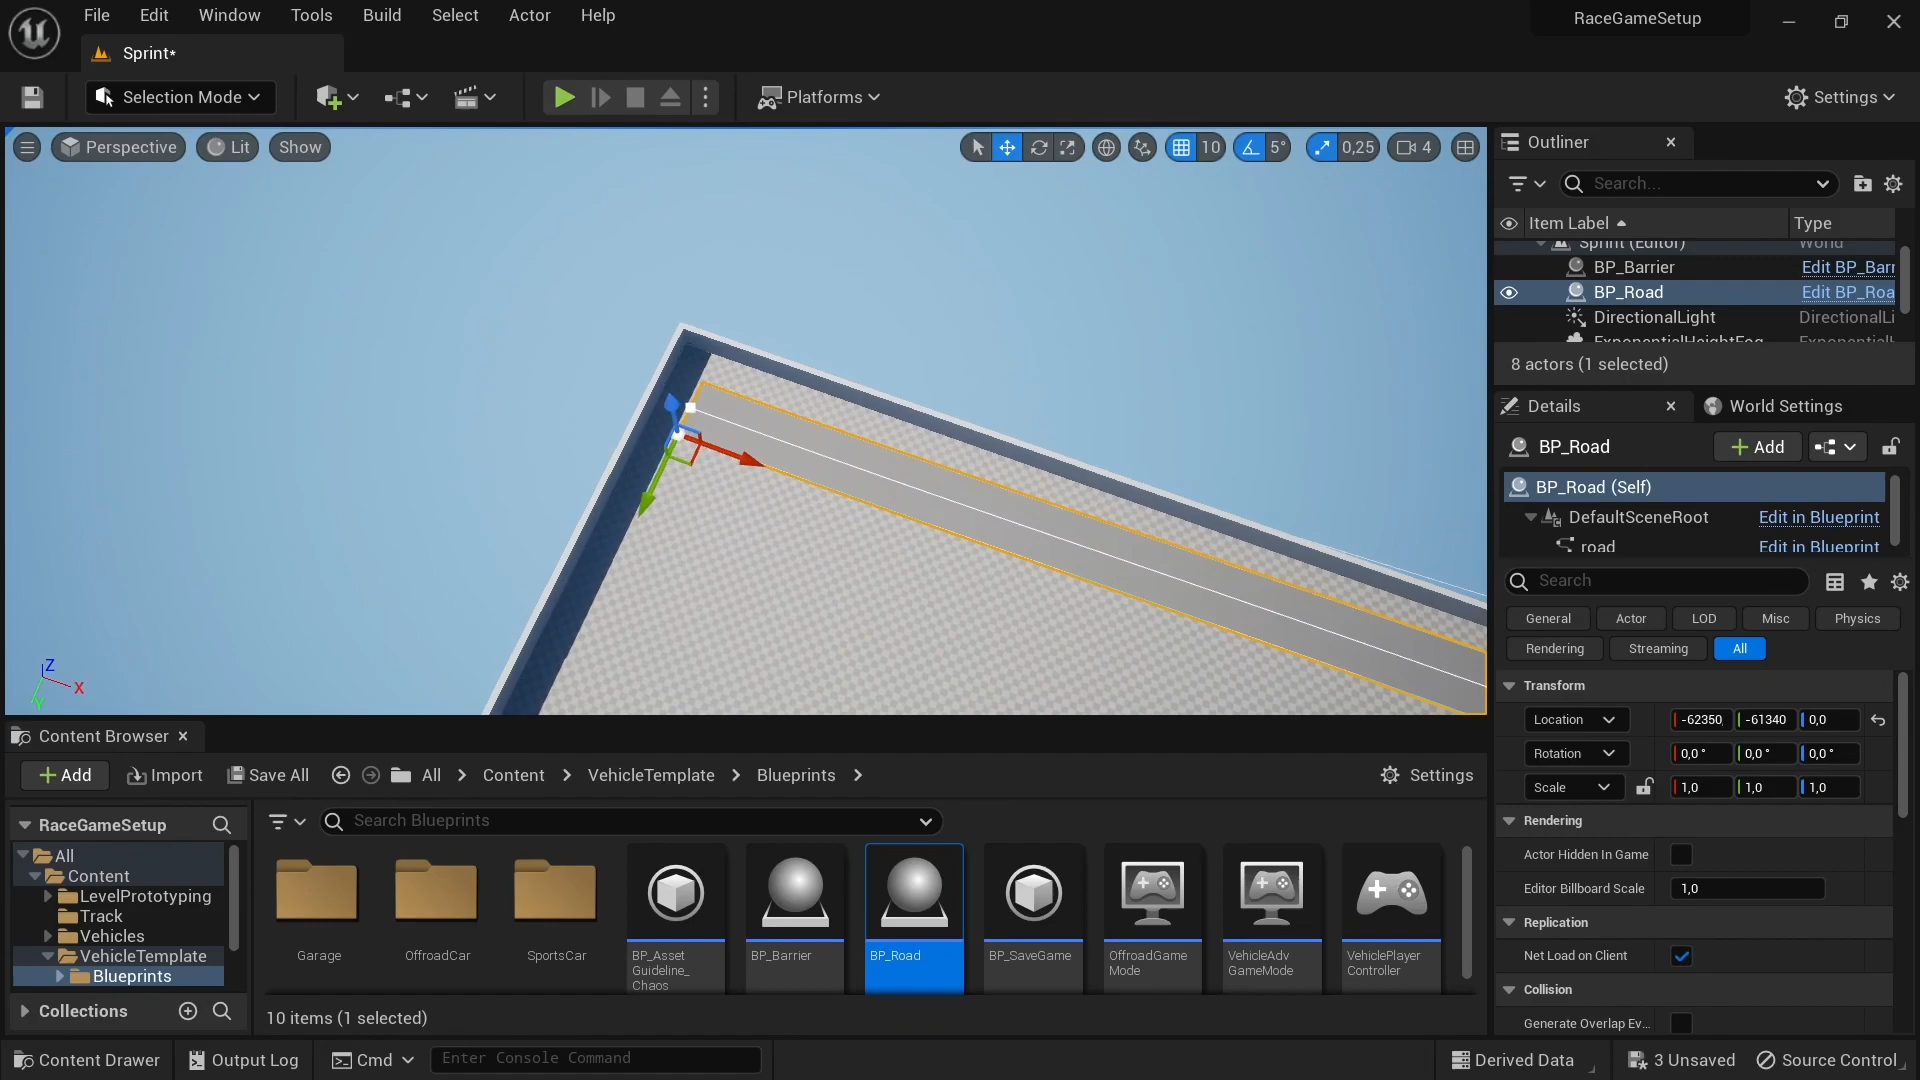 File Edit Window Tools Build Select Actor Help
RaceGameSetup
Sprint*
Selection Mode
Platforms
Settings
Perspective
Lit
Show
10
5°
0,25
4
Outliner
Search...
Item Label
Type
Sprint (Editor)
World
BP_Barrier
Edit BP_Barr
BP_Road
Edit BP_Roa
DirectionalLight
DirectionalLi
ExponentialHeightFog
8 actors (1 selected)
Details
World Settings
BP_Road
Add
BP_Road (Self)
DefaultSceneRoot
Edit in Blueprint
road
Edit in Blueprint
Search
General
Actor
LOD
Misc
Physics
Rendering
Streaming
All
Transform
Location
-62350,
-61340
0,0
Rotation
0,0 °
0,0 °
0,0 °
Scale
1,0
1,0
1,0
Rendering
Actor Hidden In Game
Editor Billboard Scale
1,0
Replication
Net Load on Client
Collision
Generate Overlap Ev...
Z
X
Y
Content Browser
Add
Import
Save All
All
Content
VehicleTemplate
Blueprints
Settings
RaceGameSetup
All
Content
LevelPrototyping
Track
Vehicles
VehicleTemplate
Blueprints
Collections
Search Blueprints
Garage
OffroadCar
SportsCar
BP_Asset
Guideline_
Chaos
BP_Barrier
BP_Road
BP_SaveGame
OffroadGame
Mode
VehicleAdv
GameMode
VehiclePlayer
Controller
10 items (1 selected)
Content Drawer
Output Log
Cmd
Enter Console Command
Derived Data
3 Unsaved
Source Control